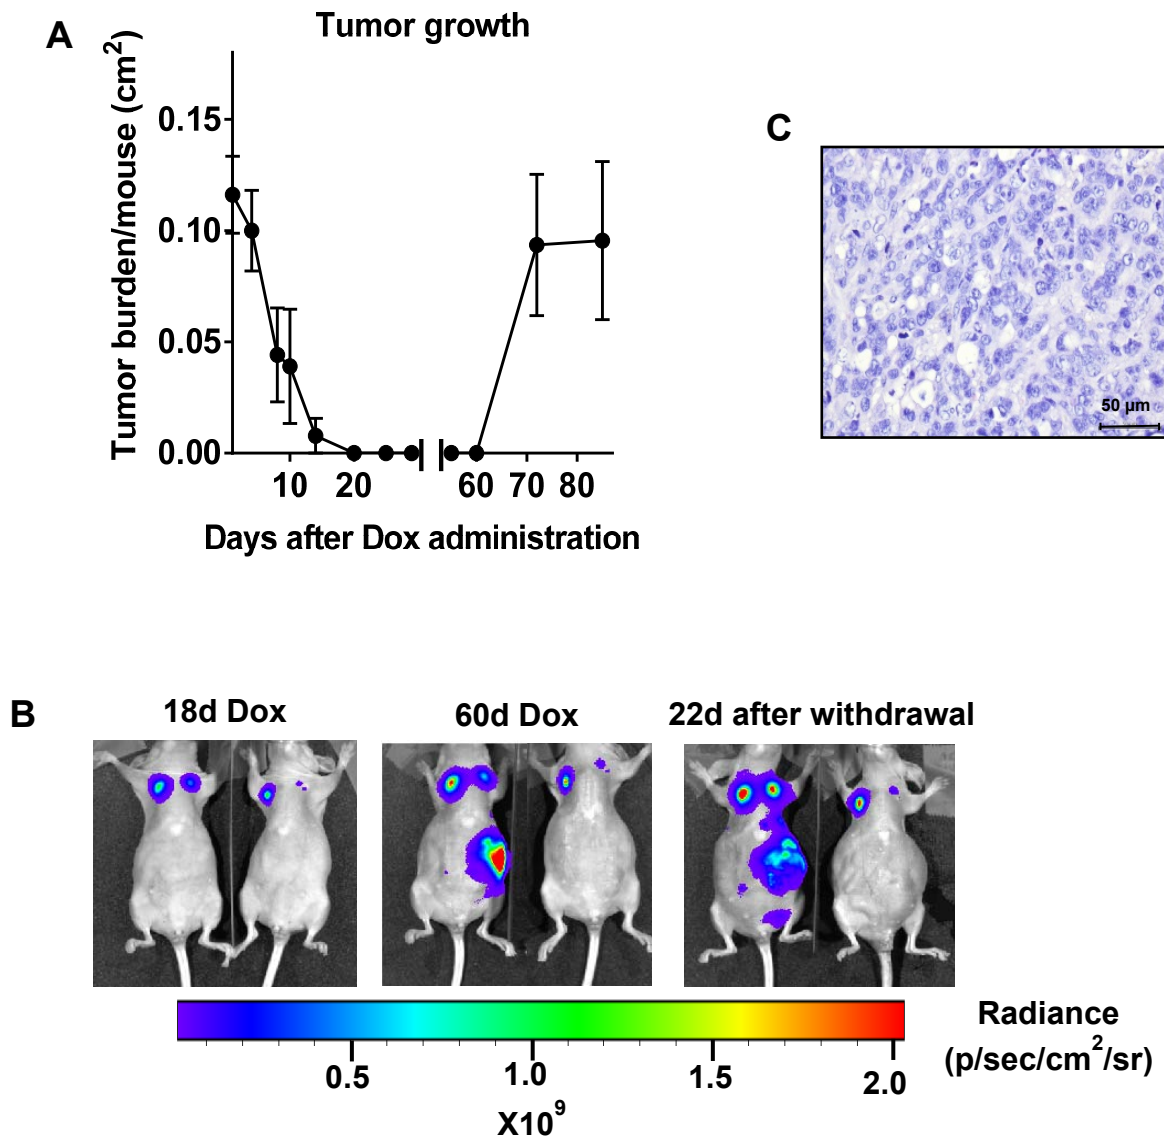 A
Tumor growth
Tumor burden/mouse (cm²)
0.15
0.10
0.05
0.00
10 20 60 70 80
Days after Dox administration
C
50 µm
B
18d Dox
60d Dox
22d after withdrawal
0.5 1.0 1.5 2.0
X10⁹
Radiance
(p/sec/cm²/sr)